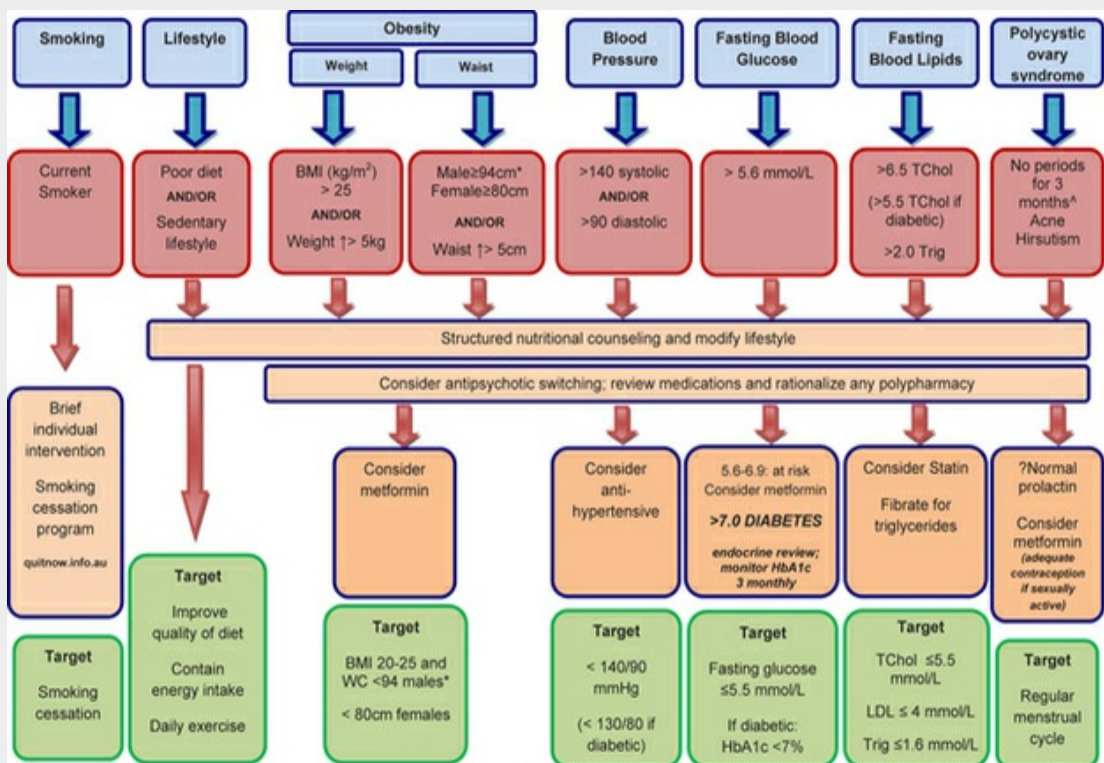 Smoking
Lifestyle
Obesity
Weight
Waist
Blood
Pressure
Fasting Blood
Glucose
Fasting
Blood Lipids
Polycystic
ovary
syndrome
Current
Smoker
Poor diet
AND/OR
Sedentary
lifestyle
BMI (kg/m²)
> 25
AND/OR
Weight ↑> 5kg
Male≥94cm*
Female≥80cm
AND/OR
Waist ↑> 5cm
>140 systolic
AND/OR
>90 diastolic
> 5.6 mmol/L
>6.5 TChol
(>5.5 TChol if
diabetic)
>2.0 Trig
No periods
for 3
months^
Acne
Hirsutism
Structured nutritional counseling and modify lifestyle
Consider antipsychotic switching; review medications and rationalize any polypharmacy
Brief
individual
intervention
Smoking
cessation
program
quitnow.info.au
Consider
metformin
Consider
anti-
hypertensive
5.6-6.9: at risk
Consider metformin
>7.0 DIABETES
endocrine review;
monitor HbA1c
3 monthly
Consider Statin
Fibrate for
triglycerides
?Normal
prolactin
Consider
metformin
(adequate
contraception
if sexually
active)
Target
Smoking
cessation
Target
Improve
quality of diet
Contain
energy intake
Daily exercise
Target
BMI 20-25 and
WC <94 males*
< 80cm females
Target
< 140/90
mmHg
(< 130/80 if
diabetic)
Target
Fasting glucose
≤5.5 mmol/L
If diabetic:
HbA1c <7%
Target
TChol ≤5.5
mmol/L
LDL ≤ 4 mmol/L
Trig ≤1.6 mmol/L
Target
Regular
menstrual
cycle